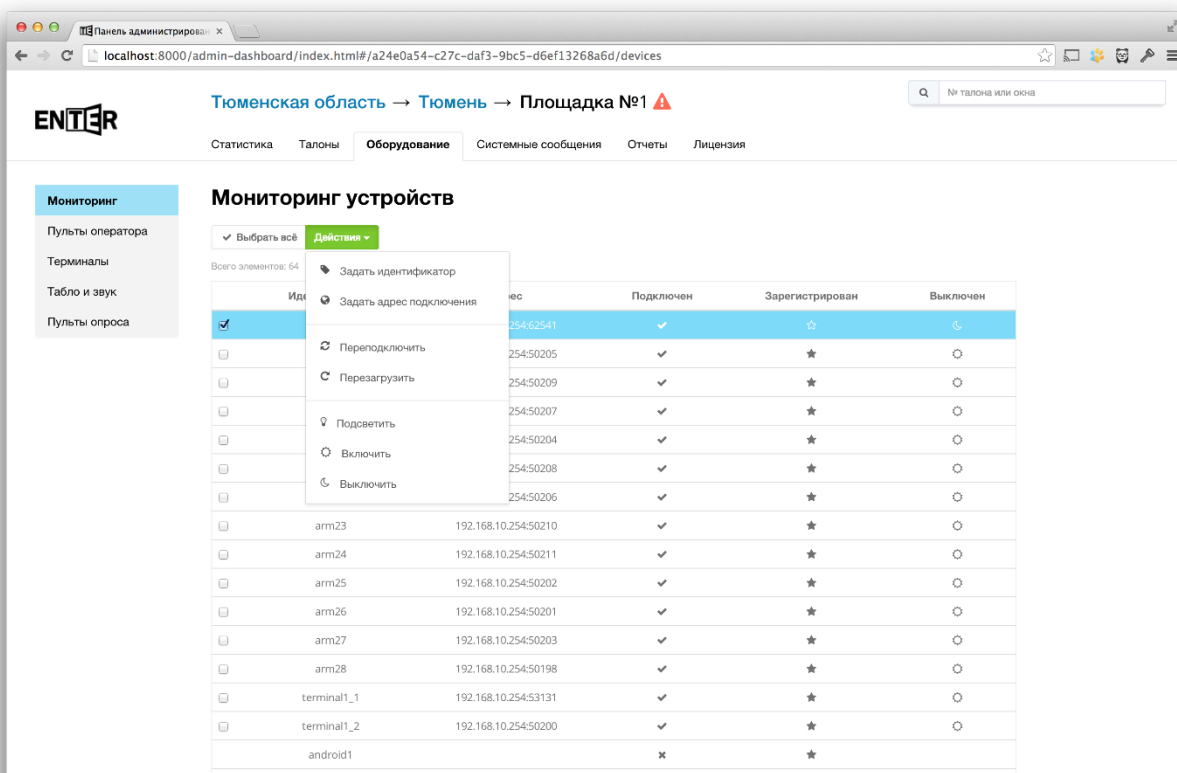 Панель администрирован
localhost:8000/admin-dashboard/index.html#/a24e0a54-c27c-daf3-9bc5-d6ef13268a6d/devices
ENTER
Тюменская область → Тюмень → Площадка №1
№ талона или окна
Статистика Талоны Оборудование Системные сообщения Отчеты Лицензия
Мониторинг
Пульты оператора
Терминалы
Табло и звук
Пульты опроса
Мониторинг устройств
Выбрать всё Действия
Всего элементов: 64
Задать идентификатор
Задать адрес подключения
Переподключить
Перезагрузить
Подсветить
Включить
Выключить
Иде ес Подключен Зарегистрирован Выключен
254:62541
254:50205
254:50209
254:50207
254:50204
254:50208
254:50206
arm23 192.168.10.254:50210
arm24 192.168.10.254:50211
arm25 192.168.10.254:50202
arm26 192.168.10.254:50201
arm27 192.168.10.254:50203
arm28 192.168.10.254:50198
terminal1_1 192.168.10.254:53131
terminal1_2 192.168.10.254:50200
android1